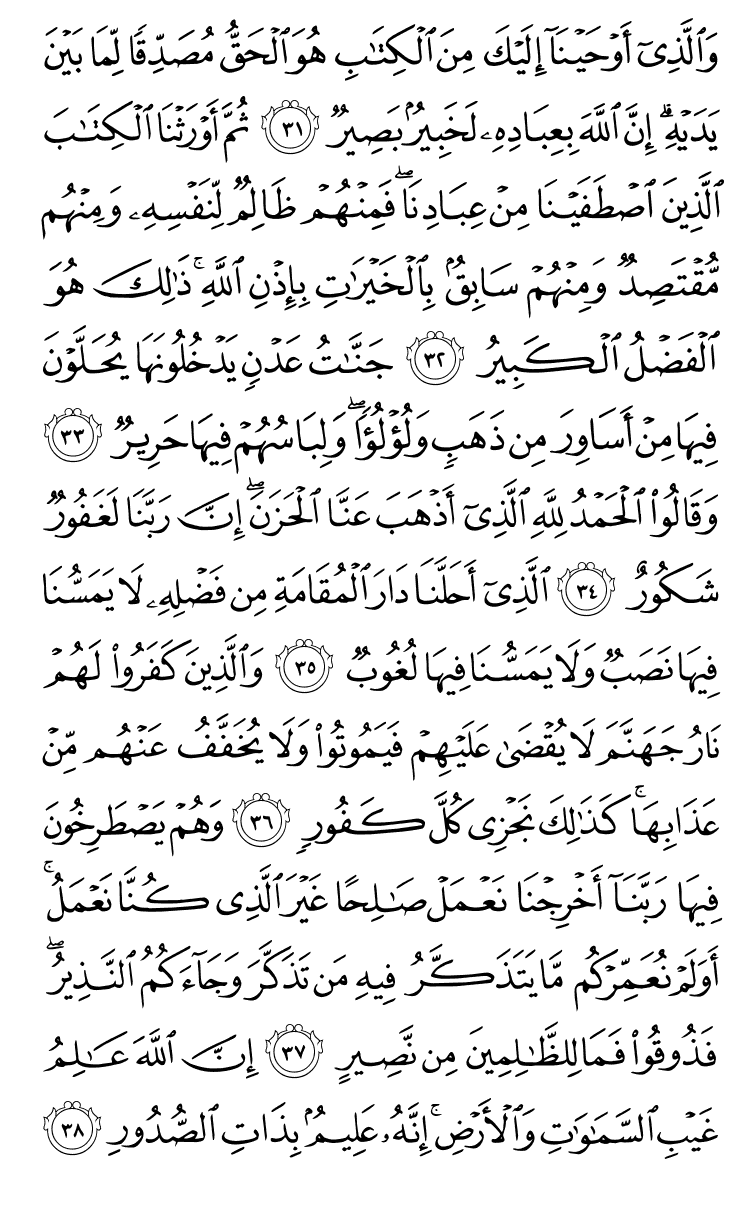 وَٱلَّذِىٓ أَوْحَيْنَآ إِلَيْكَ مِنَ ٱلْكِتَٰبِ هُوَ ٱلْحَقُّ مُصَدِّقًا لِّمَا بَيْنَ
يَدَيْهِ ۗ إِنَّ ٱللَّهَ بِعِبَادِهِۦ لَخَبِيرٌۢ بَصِيرٌ ٣١ ثُمَّ أَوْرَثْنَا ٱلْكِتَٰبَ
ٱلَّذِينَ ٱصْطَفَيْنَا مِنْ عِبَادِنَا ۖ فَمِنْهُمْ ظَالِمٌ لِّنَفْسِهِۦ وَمِنْهُم
مُّقْتَصِدٌ وَمِنْهُمْ سَابِقٌۢ بِٱلْخَيْرَٰتِ بِإِذْنِ ٱللَّهِ ۚ ذَٰلِكَ هُوَ
ٱلْفَضْلُ ٱلْكَبِيرُ ٣٢ جَنَّٰتُ عَدْنٍ يَدْخُلُونَهَا يُحَلَّوْنَ
فِيهَا مِنْ أَسَاوِرَ مِن ذَهَبٍ وَلُؤْلُؤًا ۖ وَلِبَاسُهُمْ فِيهَا حَرِيرٌ ٣٣
وَقَالُوا۟ ٱلْحَمْدُ لِلَّهِ ٱلَّذِىٓ أَذْهَبَ عَنَّا ٱلْحَزَنَ ۖ إِنَّ رَبَّنَا لَغَفُورٌ
شَكُورٌ ٣٤ ٱلَّذِىٓ أَحَلَّنَا دَارَ ٱلْمُقَامَةِ مِن فَضْلِهِۦ لَا يَمَسُّنَا
فِيهَا نَصَبٌ وَلَا يَمَسُّنَا فِيهَا لُغُوبٌ ٣٥ وَٱلَّذِينَ كَفَرُوا۟ لَهُمْ
نَارُ جَهَنَّمَ لَا يُقْضَىٰ عَلَيْهِمْ فَيَمُوتُوا۟ وَلَا يُخَفَّفُ عَنْهُم مِّنْ
عَذَابِهَا ۚ كَذَٰلِكَ نَجْزِى كُلَّ كَفُورٍ ٣٦ وَهُمْ يَصْطَرِخُونَ
فِيهَا رَبَّنَآ أَخْرِجْنَا نَعْمَلْ صَٰلِحًا غَيْرَ ٱلَّذِى كُنَّا نَعْمَلُ ۚ
أَوَلَمْ نُعَمِّرْكُم مَّا يَتَذَكَّرُ فِيهِ مَن تَذَكَّرَ وَجَآءَكُمُ ٱلنَّذِيرُ ۖ
فَذُوقُوا۟ فَمَا لِلظَّٰلِمِينَ مِن نَّصِيرٍ ٣٧ إِنَّ ٱللَّهَ عَٰلِمُ
غَيْبِ ٱلسَّمَٰوَٰتِ وَٱلْأَرْضِ ۚ إِنَّهُۥ عَلِيمٌۢ بِذَاتِ ٱلصُّدُورِ ٣٨